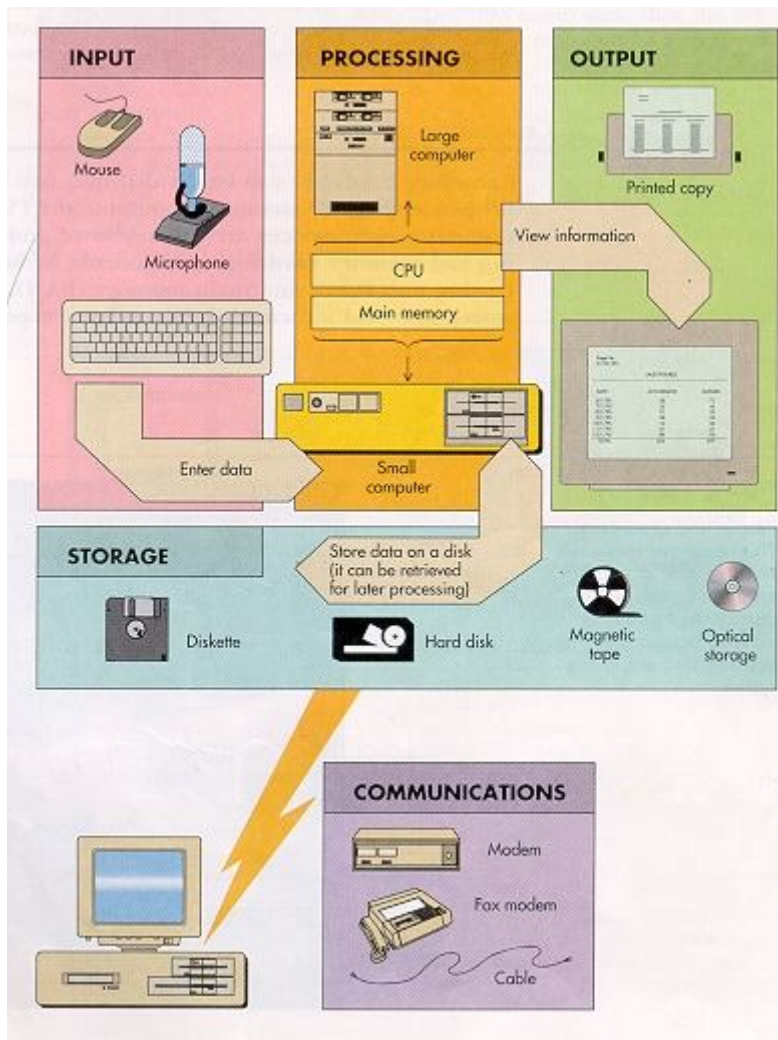 INPUT
Mouse
Microphone
Enter data
PROCESSING
Large
computer
CPU
Main memory
Small
computer
OUTPUT
Printed copy
View information
STORAGE
Store data on a disk
(it can be retrieved
for later processing)
Diskette
Hard disk
Magnetic
tape
Optical
storage
COMMUNICATIONS
Modem
Fax modem
Cable